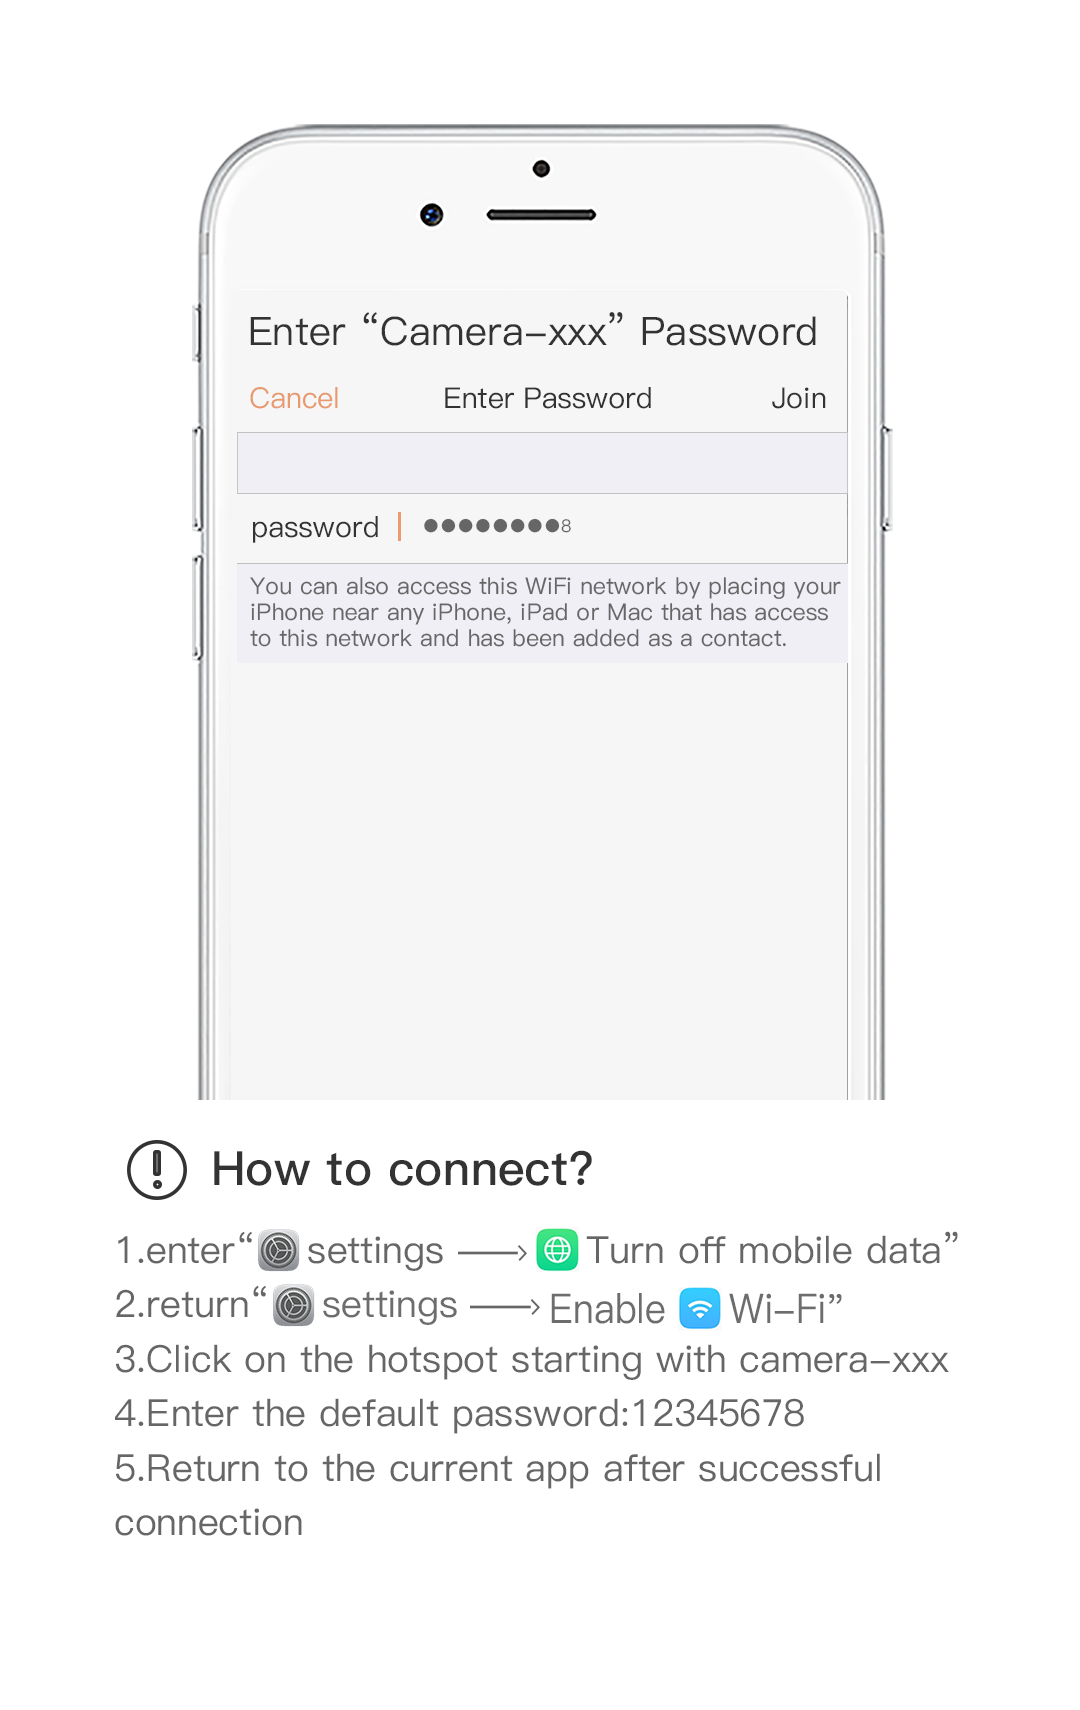 Enter “Camera–xxx” Password
Cancel Enter Password Join
password ●●●●●●●●8
You can also access this WiFi network by placing your
iPhone near any iPhone, iPad or Mac that has access
to this network and has been added as a contact.
How to connect?
1.enter“ settings ⟶ Turn off mobile data”
2.return“ settings ⟶ Enable Wi–Fi”
3.Click on the hotspot starting with camera–xxx
4.Enter the default password:12345678
5.Return to the current app after successful
connection